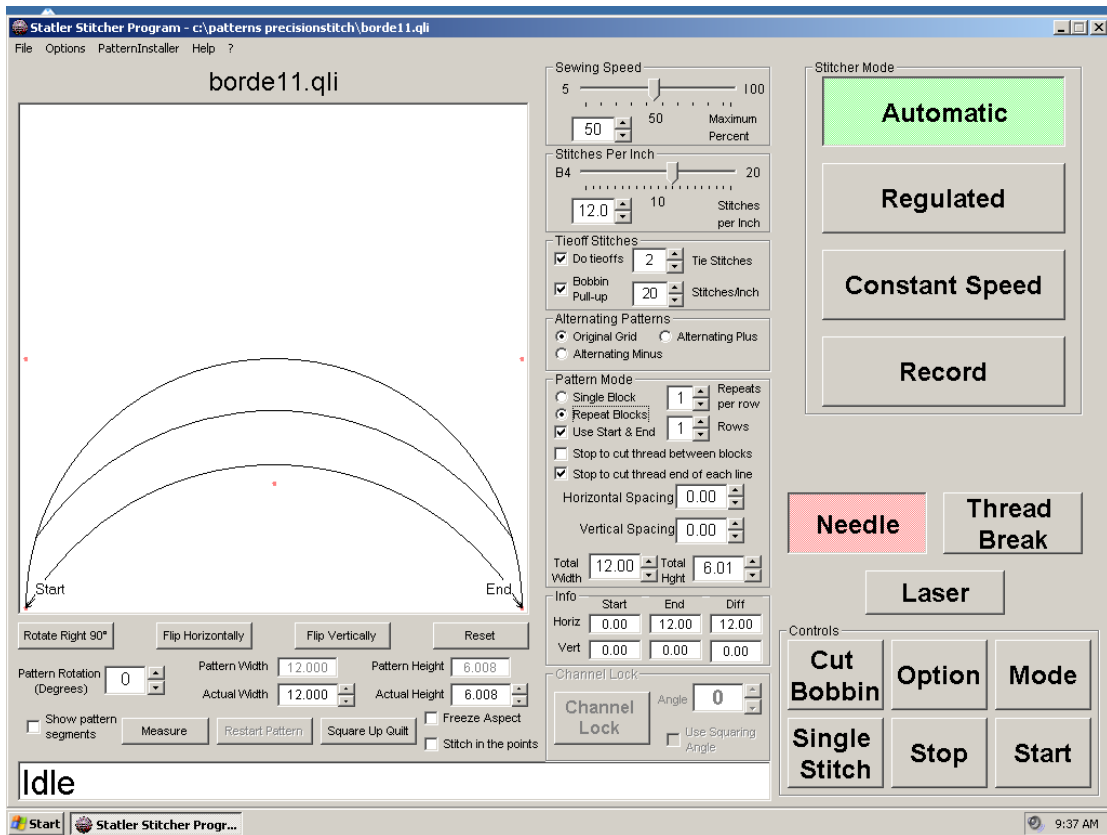 Statler Stitcher Program - c:\patterns precisionstitch\borde11.qli
File Options PatternInstaller Help ?
borde11.qli
Start
End
Rotate Right 90°
Flip Horizontally
Flip Vertically
Reset
Pattern Rotation
(Degrees)
0
Pattern Width 12.000
Pattern Height 6.008
Actual Width 12.000
Actual Height 6.008
Show pattern
segments
Measure
Restart Pattern
Square Up Quilt
Freeze Aspect
Stitch in the points
Idle
Sewing Speed
5 100
50 50 Maximum
Percent
Stitches Per Inch
B4 20
12.0 10 Stitches
per Inch
Tieoff Stitches
Do tieoffs 2 Tie Stitches
Bobbin
Pull-up 20 Stitches/Inch
Alternating Patterns
Original Grid Alternating Plus
Alternating Minus
Pattern Mode
Single Block 1 Repeats
per row
Repeat Blocks
Use Start & End 1 Rows
Stop to cut thread between blocks
Stop to cut thread end of each line
Horizontal Spacing 0.00
Vertical Spacing 0.00
Total
Width 12.00 Total
Hght 6.01
Info
Start End Diff
Horiz 0.00 12.00 12.00
Vert 0.00 0.00 0.00
Channel Lock
Channel
Lock
Angle 0
Use Squaring
Angle
Stitcher Mode
Automatic
Regulated
Constant Speed
Record
Needle
Thread
Break
Laser
Controls
Cut
Bobbin
Option
Mode
Single
Stitch
Stop
Start
Start
Statler Stitcher Progr...
9:37 AM